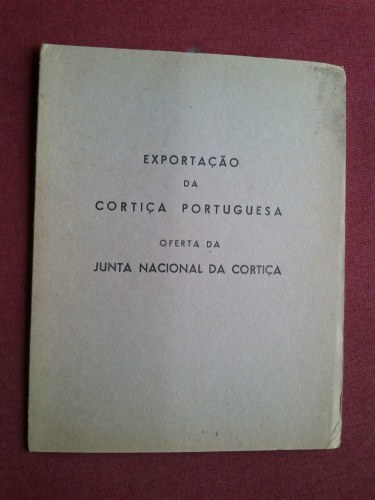 EXPORTAÇÃO
DA
CORTIÇA PORTUGUESA
OFERTA DA
JUNTA NACIONAL DA CORTIÇA